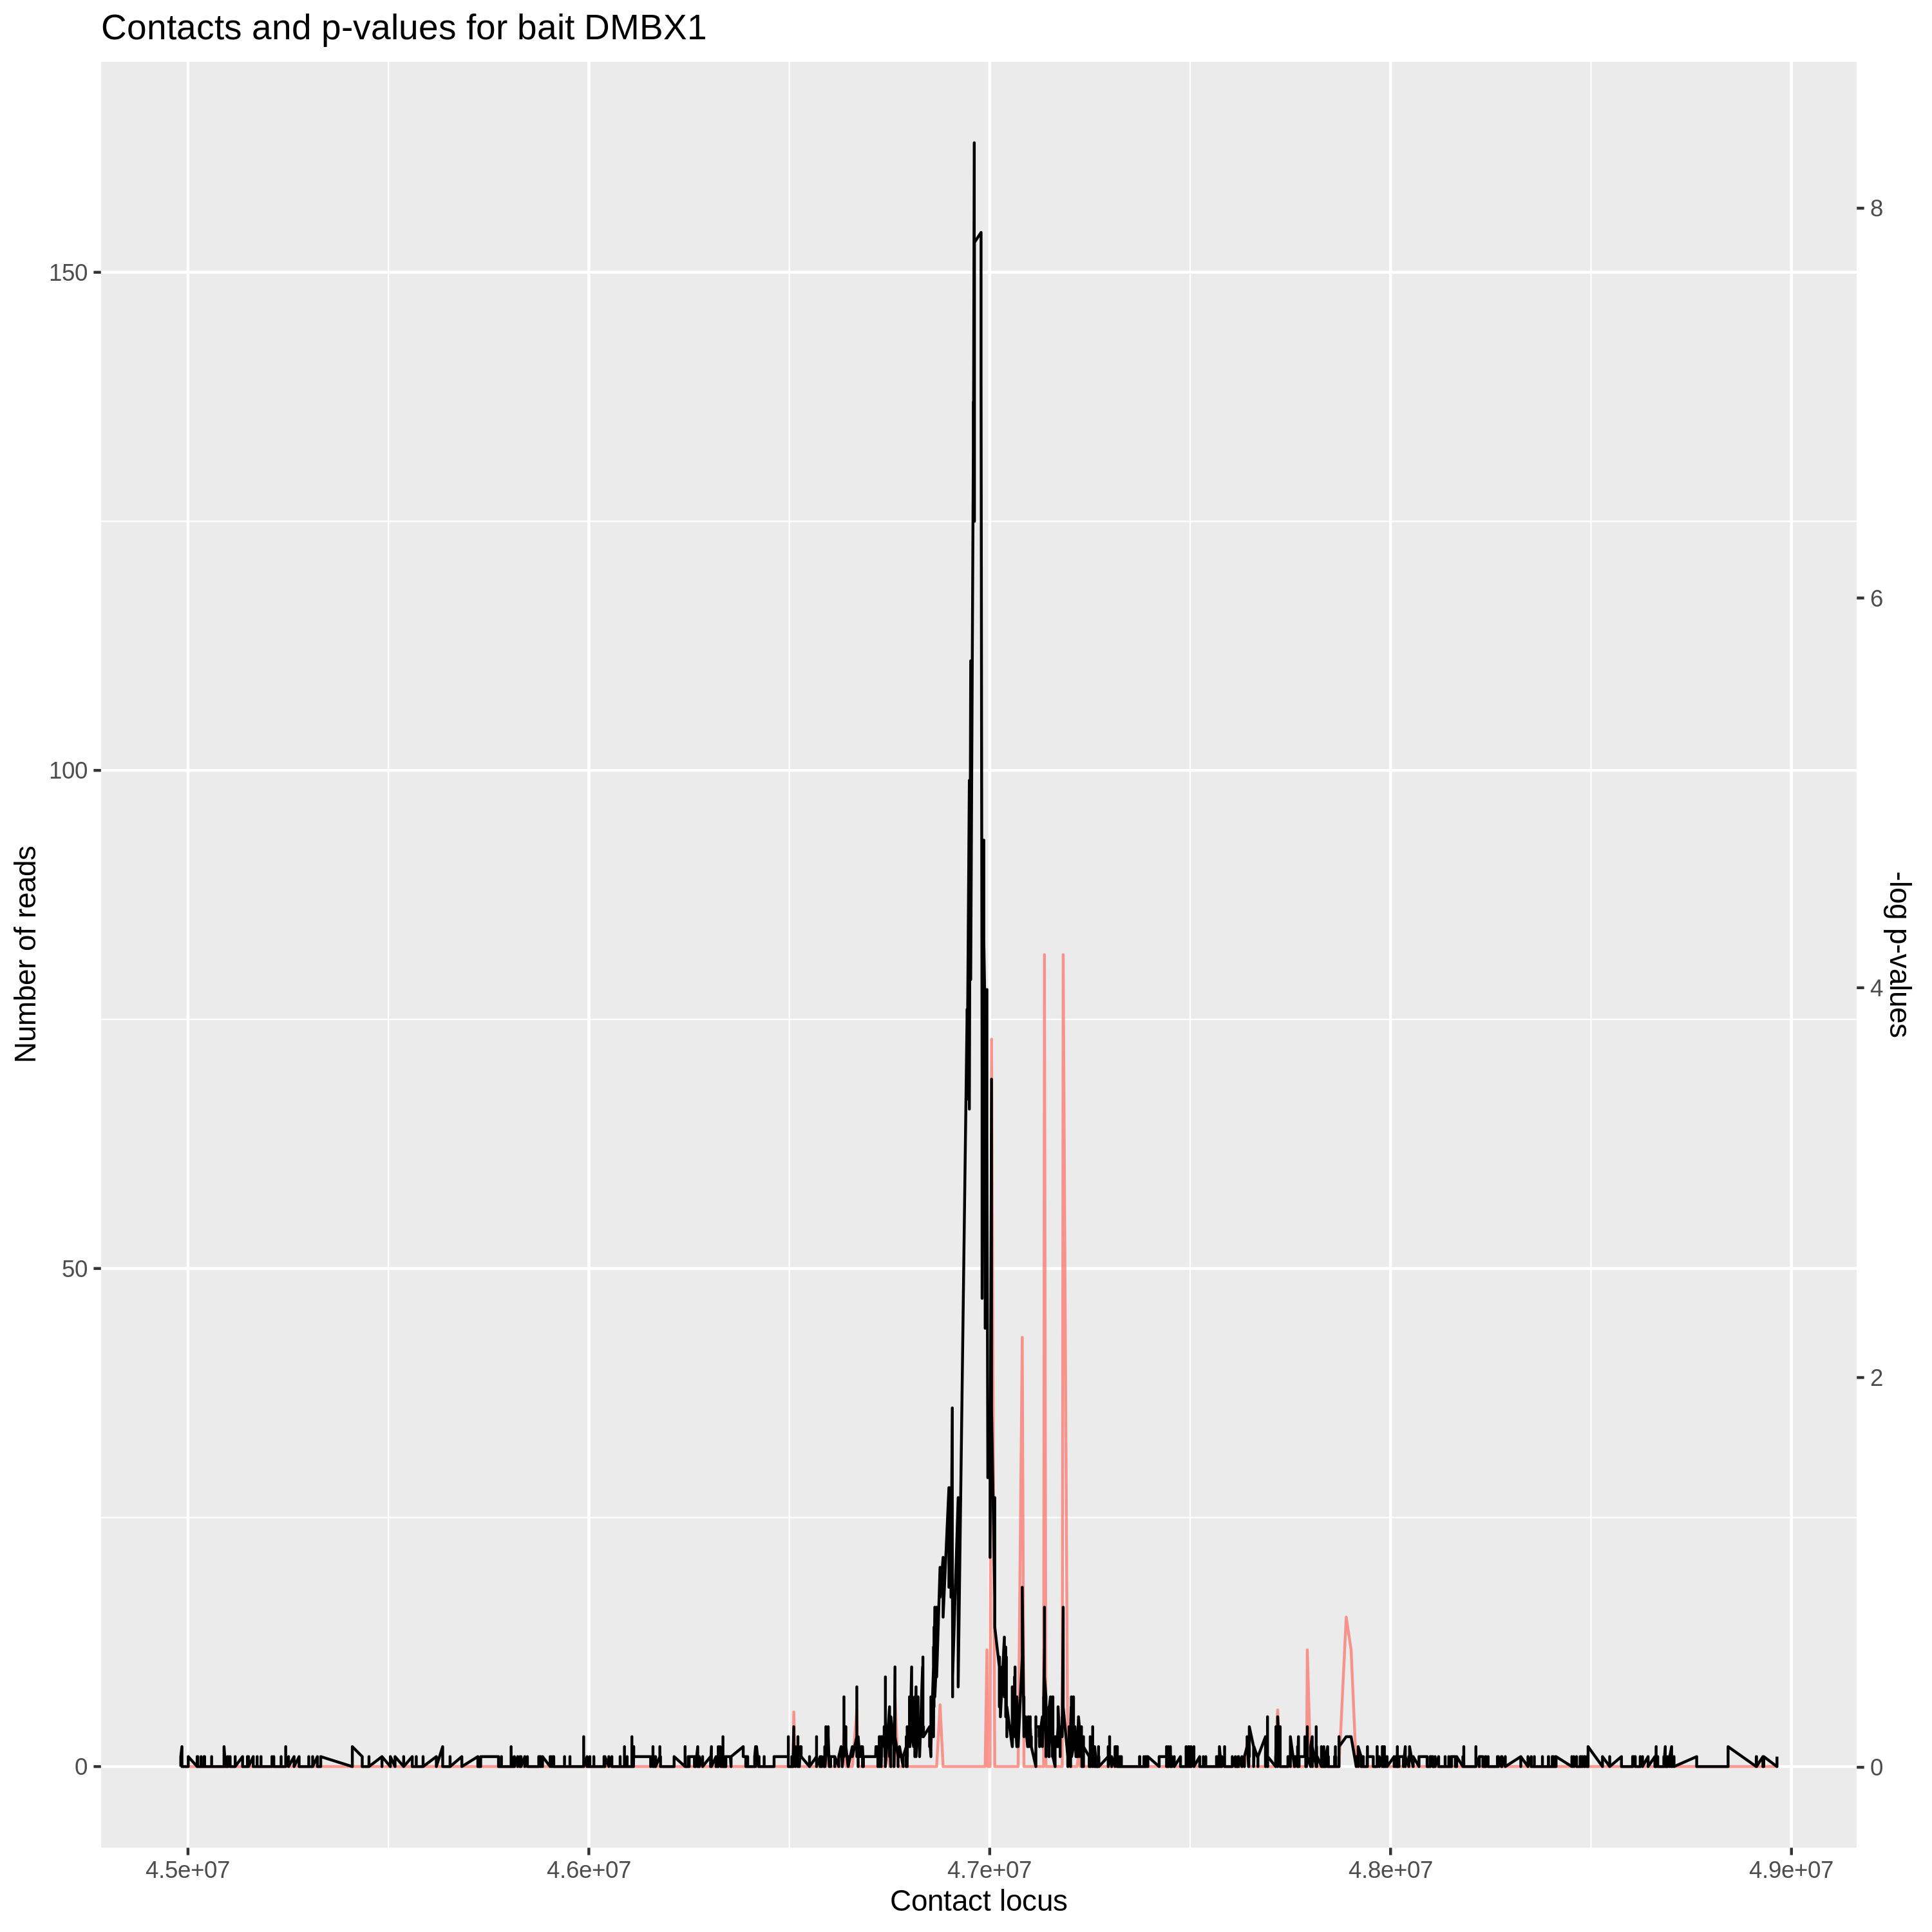 Contacts and p-values for bait DMBX1
150
100
50
0
Number of reads
8
6
4
2
0
-log p-values
4.5e+07
4.6e+07
4.7e+07
4.8e+07
4.9e+07
Contact locus